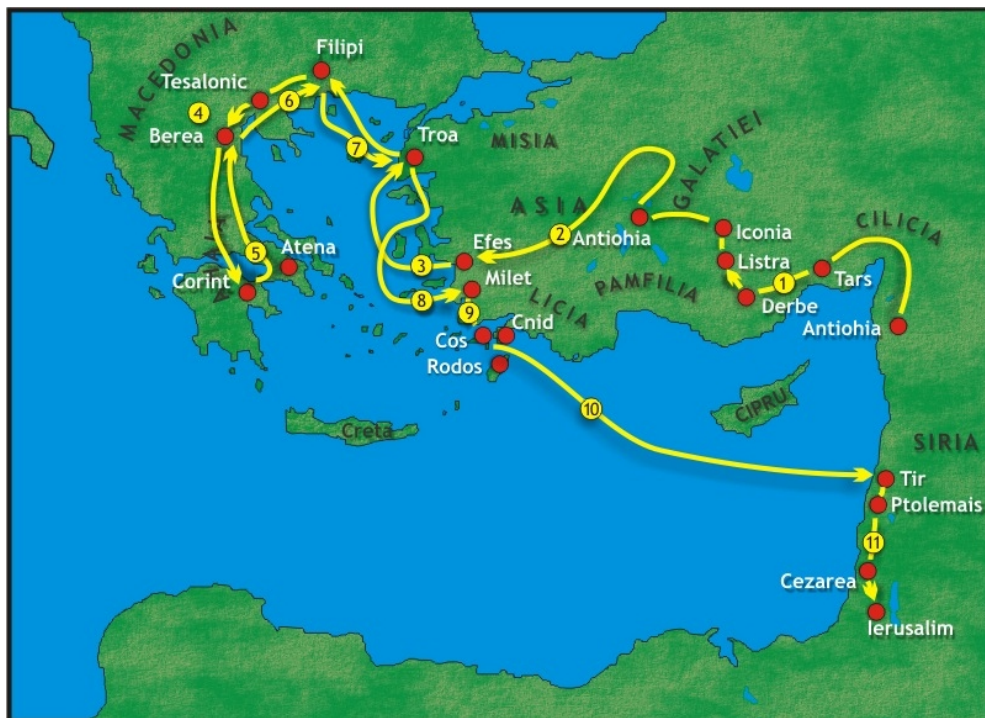 MACEDONIA
Filipi
Tesalonic
4
6
Berea
7
Troa
MISIA
GALATIEI
ASIA
2
Antiohia
Iconia
CILICIA
Listra
1
Tars
Derbe
Antiohia
PAMFILIA
LICIA
Efes
3
Milet
8
9
Atena
5
Corint
Cos
Cnid
Rodos
10
Creta
CIPRU
SIRIA
Tir
Ptolemais
11
Cezarea
Ierusalim